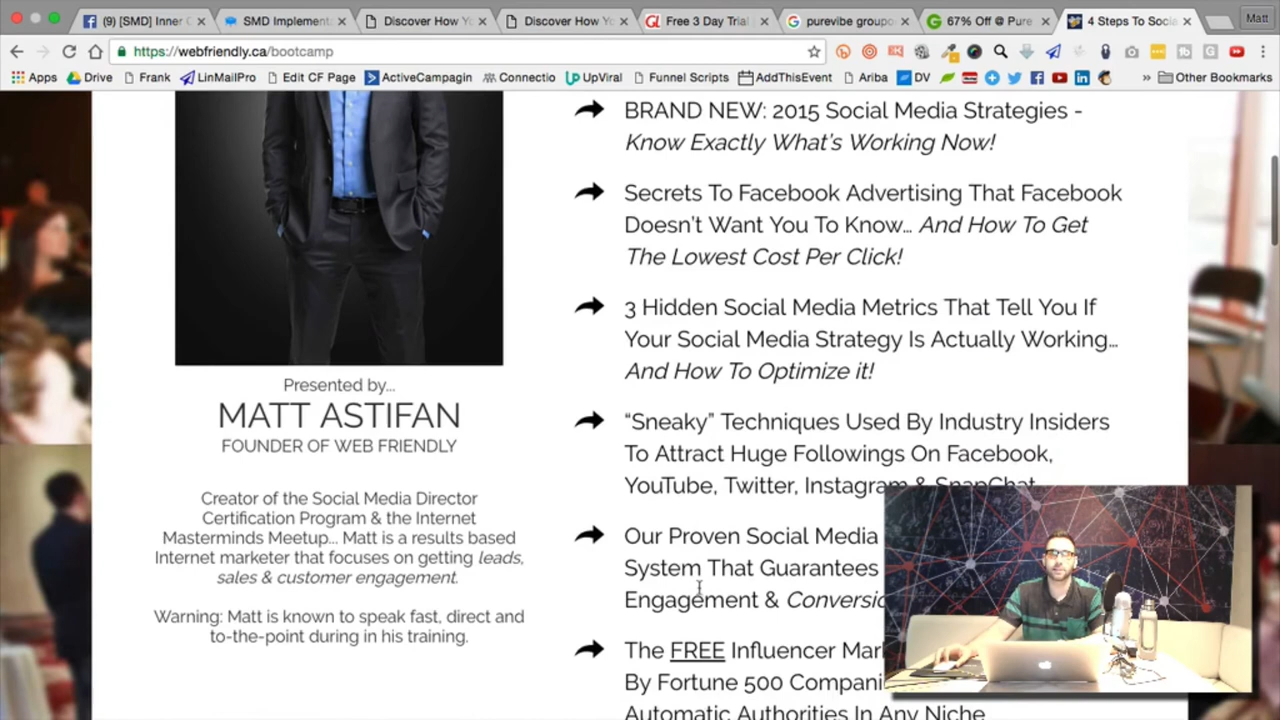 (9) [SMD] Inner C
SMD Implement
Discover How Yo
Discover How Yo
Free 3 Day Trial
purevibe groupo
67% Off @ Pure
4 Steps To Socia
Matt
https://webfriendly.ca/bootcamp
Apps
Drive
Frank
LinMailPro
Edit CF Page
ActiveCampagin
Connectio
UpViral
Funnel Scripts
AddThisEvent
Ariba
DV
Other Bookmarks
BRAND NEW: 2015 Social Media Strategies -
Know Exactly What's Working Now!
Secrets To Facebook Advertising That Facebook
Doesn't Want You To Know... And How To Get
The Lowest Cost Per Click!
3 Hidden Social Media Metrics That Tell You If
Your Social Media Strategy Is Actually Working...
And How To Optimize it!
"Sneaky" Techniques Used By Industry Insiders
To Attract Huge Followings On Facebook,
YouTube, Twitter, Instagram & SnapChat
Our Proven Social Media
System That Guarantees
Engagement & Conversio
The FREE Influencer Mar
By Fortune 500 Compani
Automatic Authorities In Any Niche
Presented by...
MATT ASTIFAN
FOUNDER OF WEB FRIENDLY
Creator of the Social Media Director
Certification Program & the Internet
Masterminds Meetup... Matt is a results based
Internet marketer that focuses on getting leads,
sales & customer engagement.
Warning: Matt is known to speak fast, direct and
to-the-point during in his training.